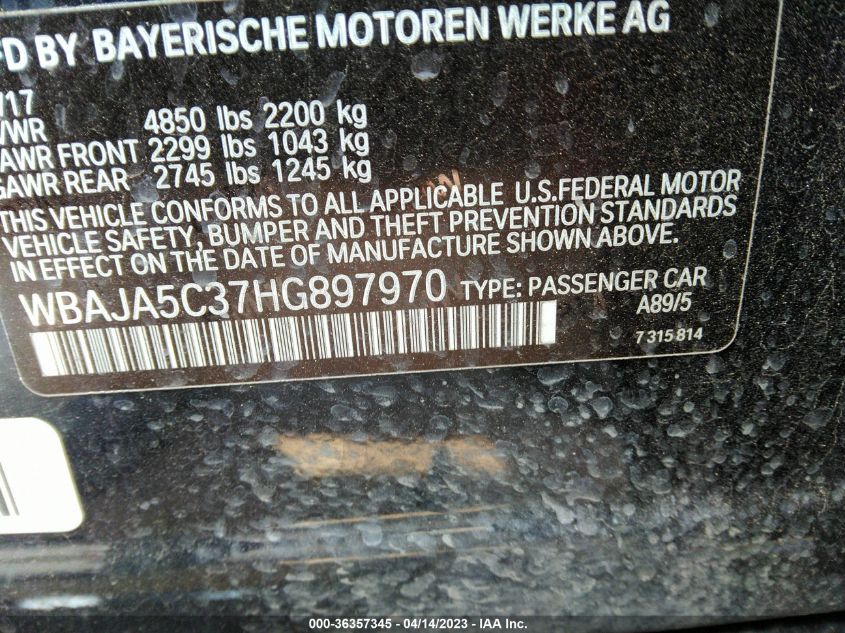 BY BAYERISCHE MOTOREN WERKE AG
/17
4850 lbs 2200 kg
AWR FRONT 2299 lbs 1043 kg
GAWR REAR 2745 lbs 1245 kg
THIS VEHICLE CONFORMS TO ALL APPLICABLE U.S.FEDERAL MOTOR
VEHICLE SAFETY, BUMPER AND THEFT PREVENTION STANDARDS
IN EFFECT ON THE DATE OF MANUFACTURE SHOWN ABOVE.
WBAJA5C37HG897970 TYPE: PASSENGER CAR
A89/5
7 315 814
000-36357345 - 04/14/2023 - IAA Inc.